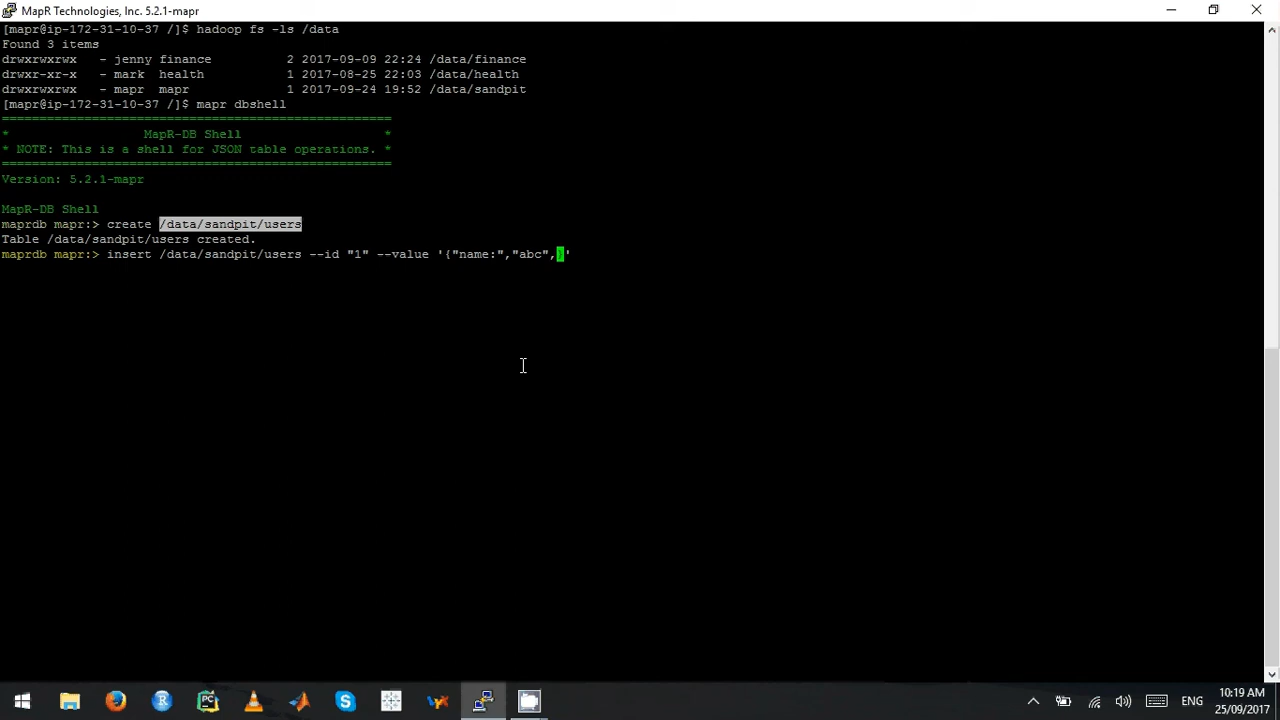 MapR Technologies, Inc. 5.2.1-mapr
[mapr@ip-172-31-10-37 /]$ hadoop fs -ls /data
Found 3 items
drwxrwxrwx   - jenny finance          2 2017-09-09 22:24 /data/finance
drwxr-xr-x   - mark  health           1 2017-08-25 22:03 /data/health
drwxrwxrwx   - mapr  mapr             1 2017-09-24 19:52 /data/sandpit
[mapr@ip-172-31-10-37 /]$ mapr dbshell
====================================================
*                  MapR-DB Shell                   *
* NOTE: This is a shell for JSON table operations. *
====================================================
Version: 5.2.1-mapr
MapR-DB Shell
maprdb mapr:> create /data/sandpit/users
Table /data/sandpit/users created.
maprdb mapr:> insert /data/sandpit/users --id "1" --value '{"name:","abc",}'
ENG
10:19 AM
25/09/2017